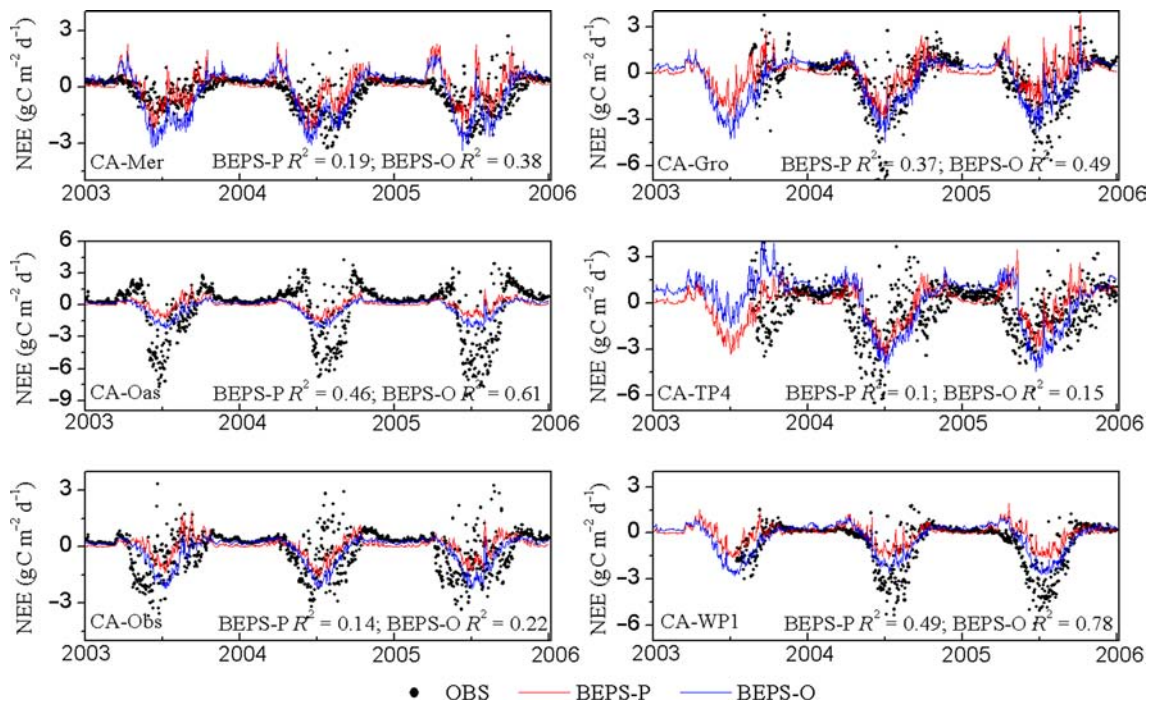 NEE (gC m⁻² d⁻¹)
3
0
−3
CA-Mer
BEPS-P R² = 0.19; BEPS-O R² = 0.38
2003 2004 2005 2006
NEE (gC m⁻² d⁻¹)
3
0
−3
−6
CA-Gro
BEPS-P R² = 0.37; BEPS-O R² = 0.49
2003 2004 2005 2006
NEE (gC m⁻² d⁻¹)
6
3
0
−3
−6
−9
CA-Oas
BEPS-P R² = 0.46; BEPS-O R² = 0.61
2003 2004 2005 2006
NEE (gC m⁻² d⁻¹)
3
0
−3
−6
CA-TP4
BEPS-P R² = 0.1; BEPS-O R² = 0.15
2003 2004 2005 2006
NEE (gC m⁻² d⁻¹)
3
0
−3
CA-Obs
BEPS-P R² = 0.14; BEPS-O R² = 0.22
2003 2004 2005 2006
NEE (gC m⁻² d⁻¹)
3
0
−3
−6
CA-WP1
BEPS-P R² = 0.49; BEPS-O R² = 0.78
2003 2004 2005 2006
OBS BEPS-P BEPS-O